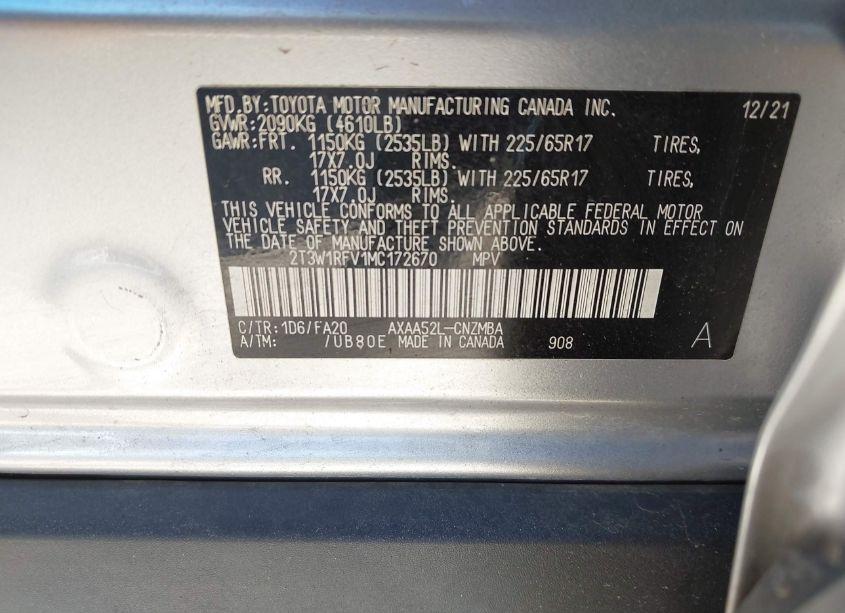 MFD.BY:TOYOTA MOTOR MANUFACTURING CANADA INC. 12/21
GVWR:2090KG (4610LB)
GAWR:FRT. 1150KG (2535LB) WITH 225/65R17 TIRES,
17X7.0J RIMS.
RR. 1150KG (2535LB) WITH 225/65R17 TIRES,
17X7.0J RIMS.
THIS VEHICLE CONFORMS TO ALL APPLICABLE FEDERAL MOTOR
VEHICLE SAFETY AND THEFT PREVENTION STANDARDS IN EFFECT ON
THE DATE OF MANUFACTURE SHOWN ABOVE.
2T3W1RFV1MC172670 MPV
C/TR:1D6/FA20 AXAA52L-CNZMBA
A/TM: /UB80E MADE IN CANADA 908 A